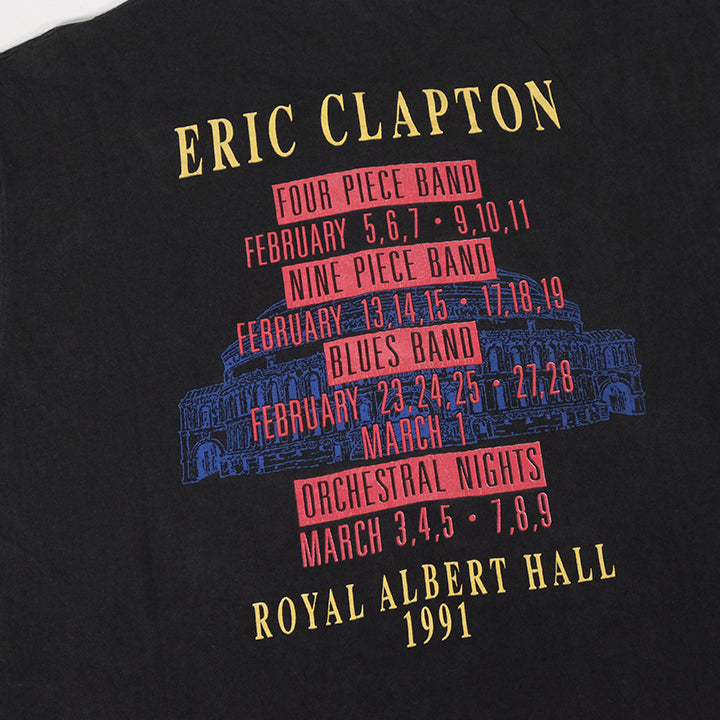 ERIC CLAPTON
FOUR PIECE BAND
FEBRUARY 5,6,7 • 9,10,11
NINE PIECE BAND
FEBRUARY 13,14,15 • 17,18,19
BLUES BAND
FEBRUARY 23,24,25 • 27,28
MARCH 1
ORCHESTRAL NIGHTS
MARCH 3,4,5 • 7,8,9
ROYAL ALBERT HALL
1991